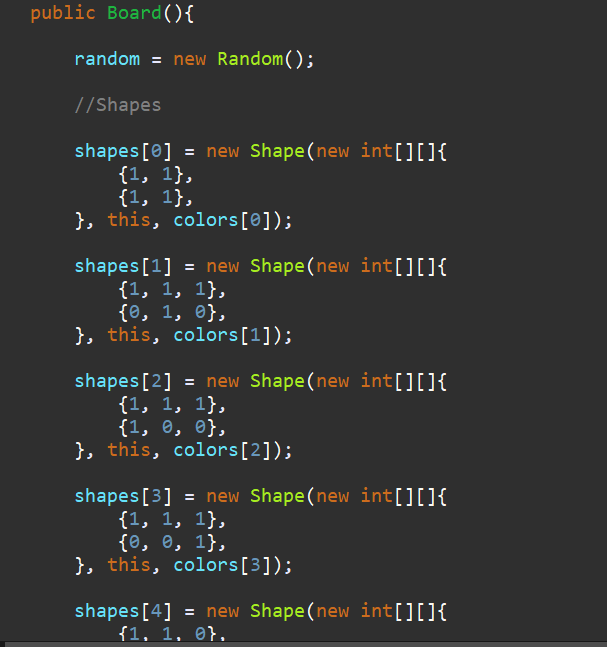 public Board(){
random = new Random();
//Shapes
shapes[0] = new Shape(new int[][]{
{1, 1},
{1, 1},
}, this, colors[0]);
shapes[1] = new Shape(new int[][]{
{1, 1, 1},
{0, 1, 0},
}, this, colors[1]);
shapes[2] = new Shape(new int[][]{
{1, 1, 1},
{1, 0, 0},
}, this, colors[2]);
shapes[3] = new Shape(new int[][]{
{1, 1, 1},
{0, 0, 1},
}, this, colors[3]);
shapes[4] = new Shape(new int[][]{
{1, 1, 0},